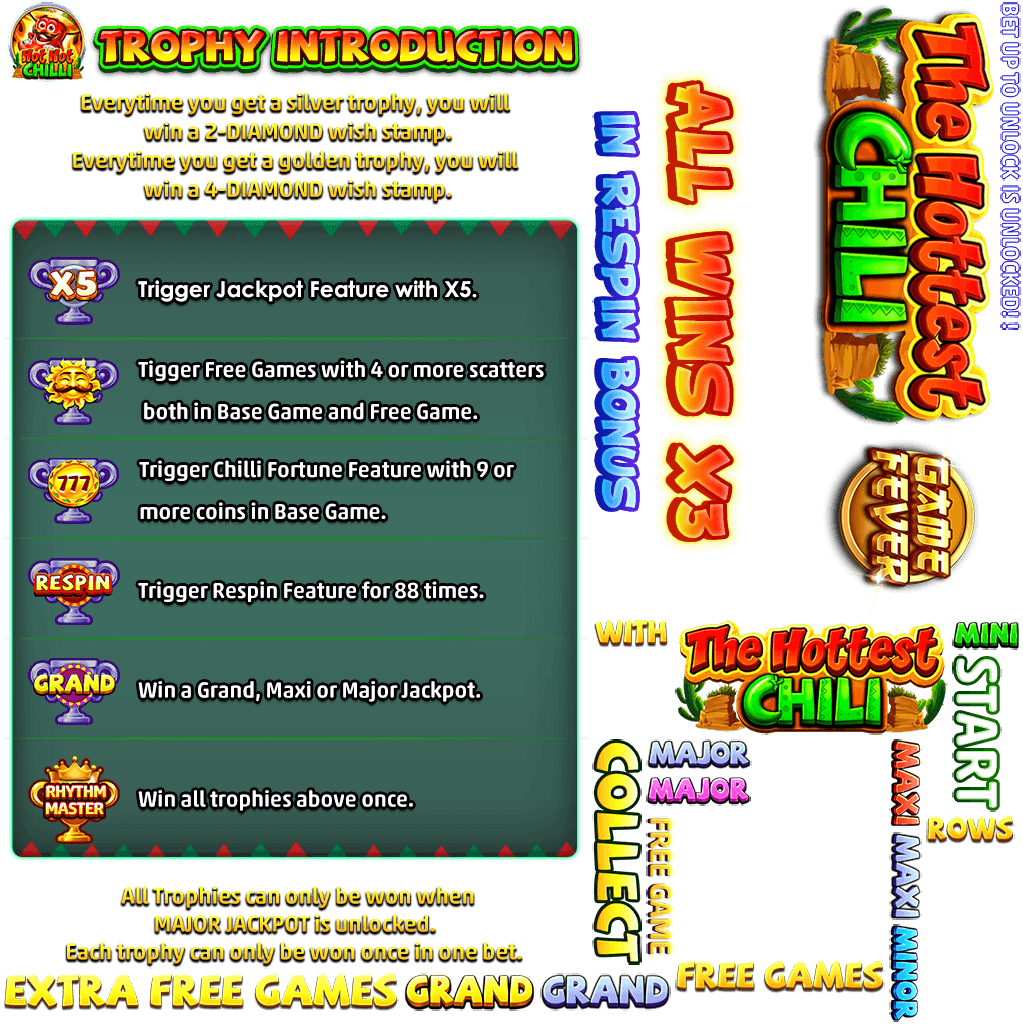 Hot Hot
CHILLI
TROPHY INTRODUCTION
Everytime you get a silver trophy, you will
win a 2-DIAMOND wish stamp.
Everytime you get a golden trophy, you will
win a 4-DIAMOND wish stamp.
X5
Trigger Jackpot Feature with X5.
Tigger Free Games with 4 or more scatters
both in Base Game and Free Game.
777
Trigger Chilli Fortune Feature with 9 or
more coins in Base Game.
RESPIN
Trigger Respin Feature for 88 times.
GRAND
Win a Grand, Maxi or Major Jackpot.
RHYTHM
MASTER
Win all trophies above once.
All Trophies can only be won when
MAJOR JACKPOT is unlocked.
Each trophy can only be won once in one bet.
EXTRA FREE GAMES
GRAND
GRAND
ALL WINS X3
IN RESPIN BONUS
BET UP TO UNLOCK IS UNLOCKED!!
The Hottest
CHILI
GAME
FEVER
WITH
The Hottest
CHILI
MINI
START
COLLECT
MAJOR
MAJOR
FREE GAME
MAXI
MAXI
MINOR
ROWS
FREE GAMES